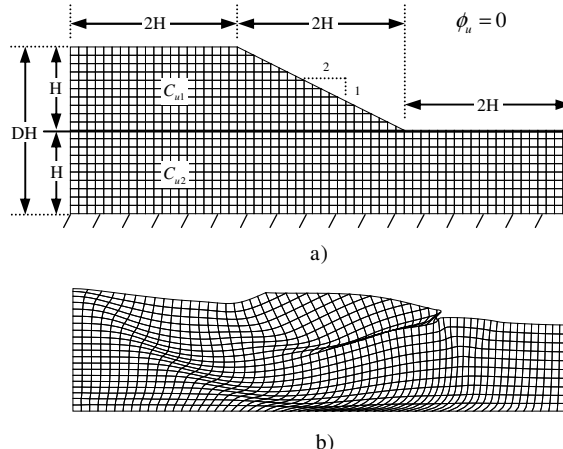 2H 2H ϕᵤ = 0
2
H Cᵤ₁ 1
2H
DH
H Cᵤ₂
a)
b)